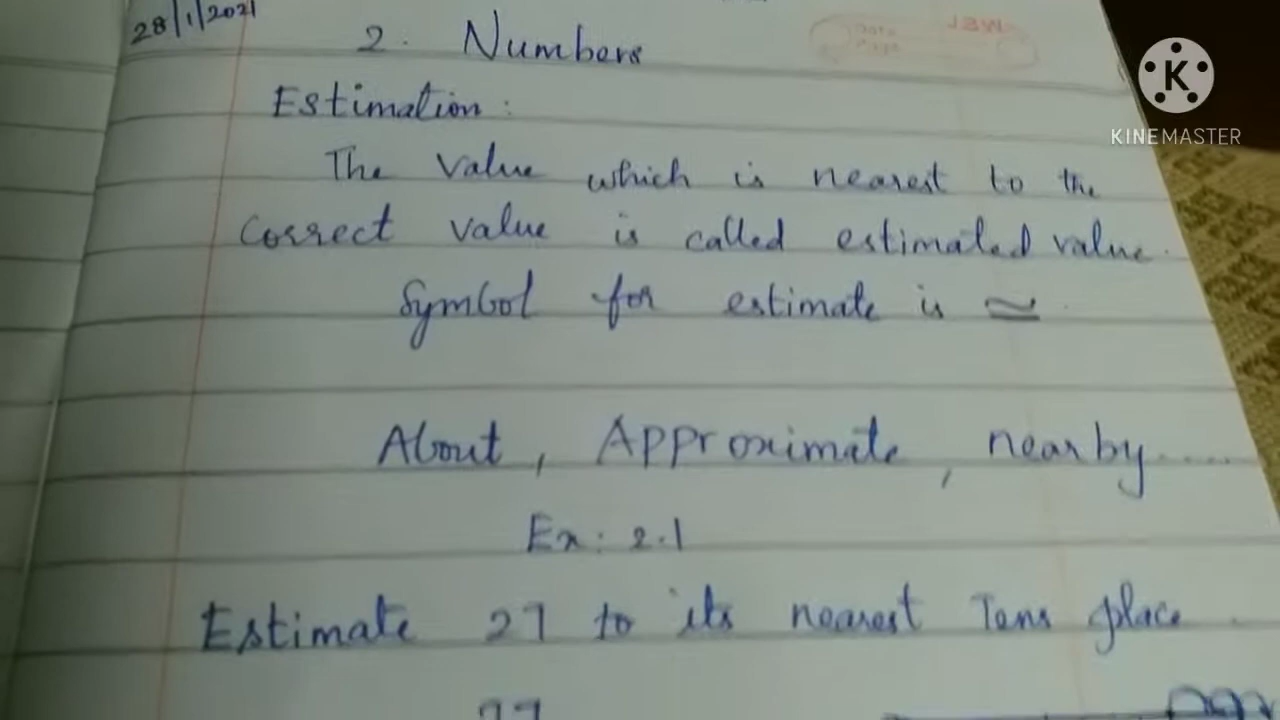 28/1/2021
2. Numbers
Estimation:
The value which is nearest to the
correct value is called estimated value.
Symbol for estimate is ≃.
About, Approximate, nearby.....
Ex: 2.1
Estimate 27 to its nearest Tens place.
27
K
KINEMASTER